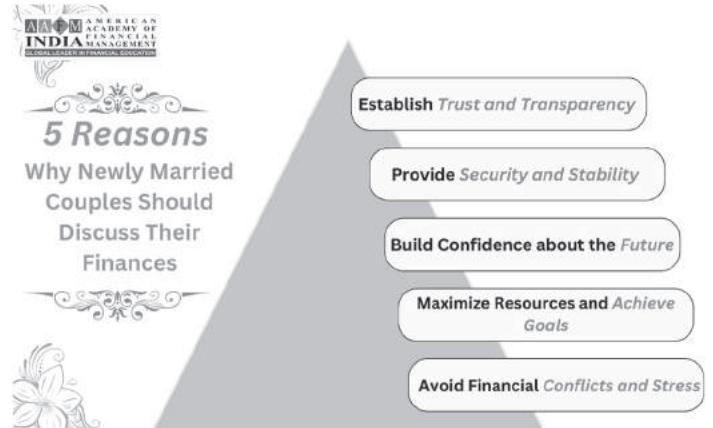 AAFM
INDIA
AMERICAN
ACADEMY OF
FINANCIAL
MANAGEMENT
GLOBAL LEADER IN FINANCIAL EDUCATION
5 Reasons
Why Newly Married
Couples Should
Discuss Their
Finances
Establish Trust and Transparency
Provide Security and Stability
Build Confidence about the Future
Maximize Resources and Achieve
Goals
Avoid Financial Conflicts and Stress